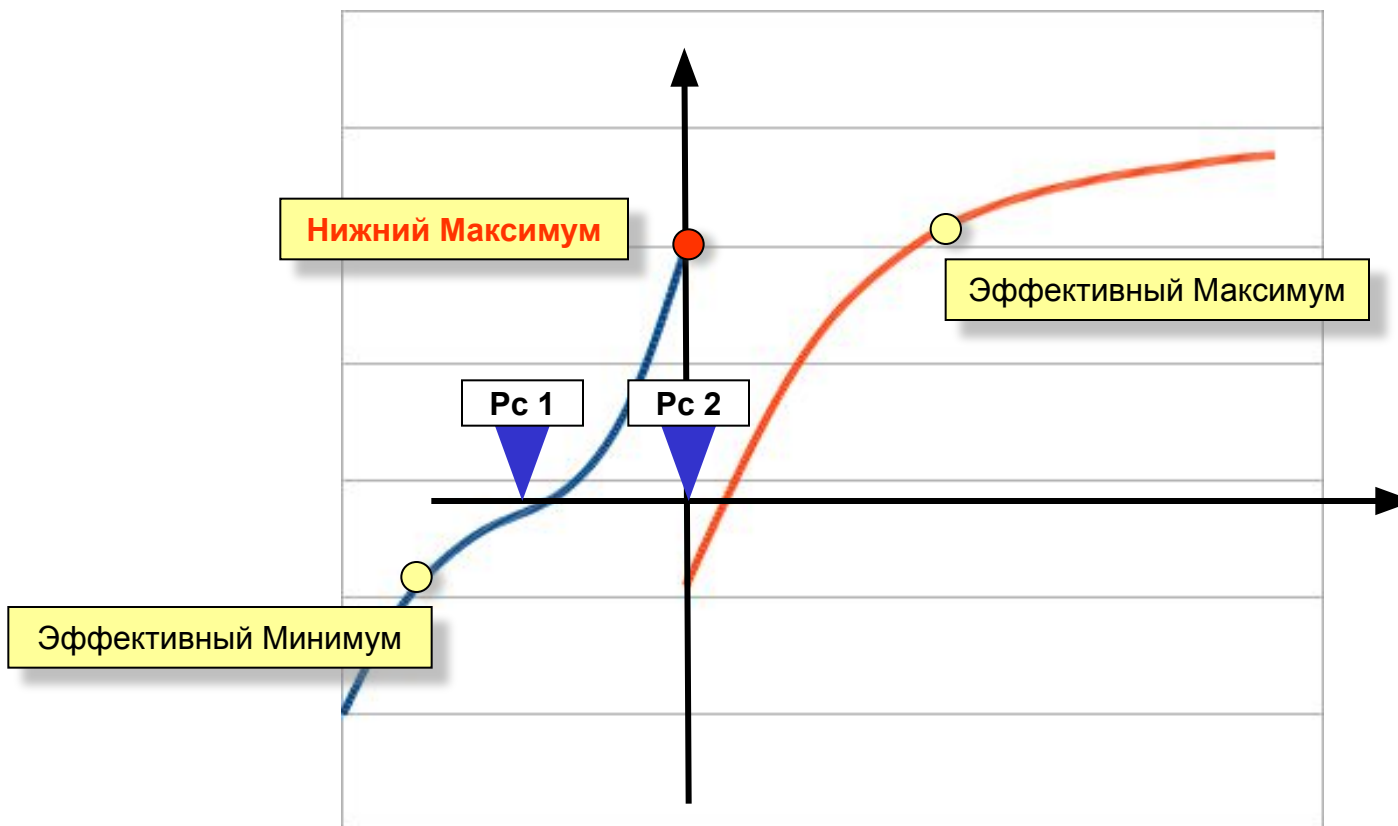 Нижний Максимум
Эффективный Максимум
Рс 1
Рс 2
Эффективный Минимум